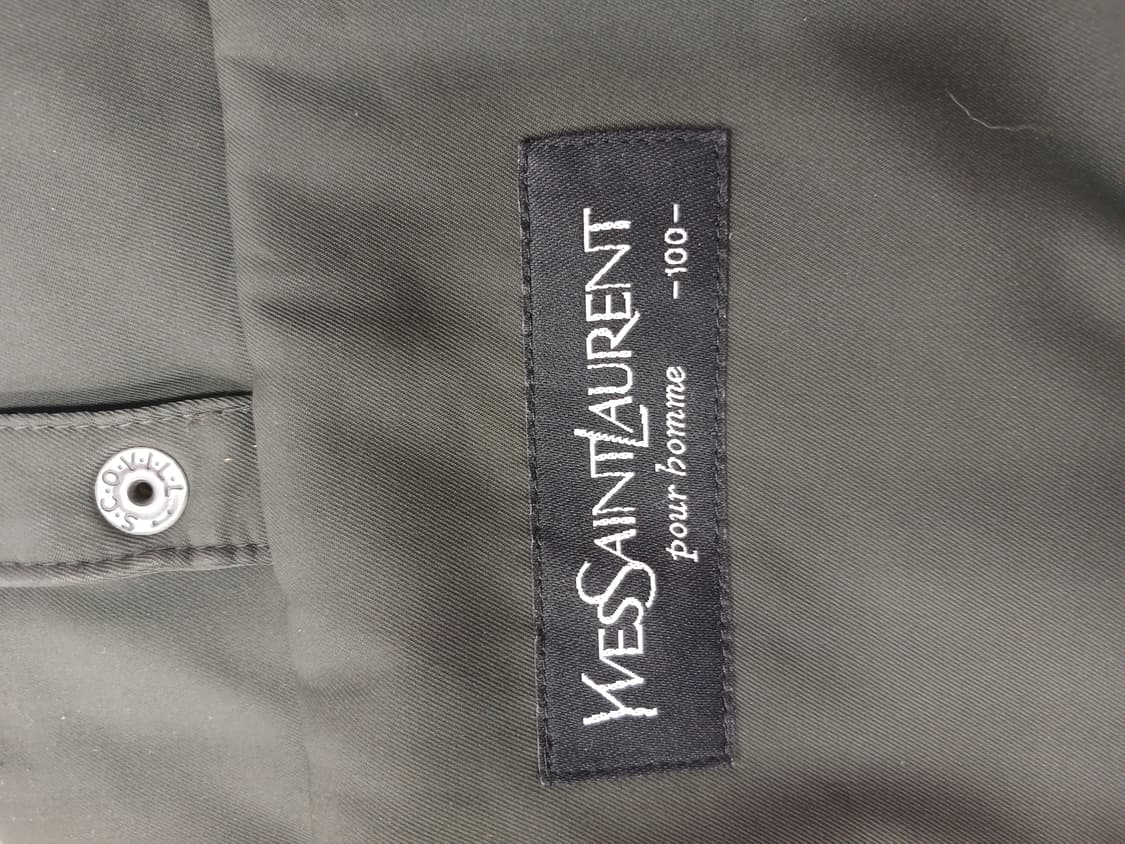 YVESSAINTLAURENT
pour homme -100-
S·C·O·V·I·L·L